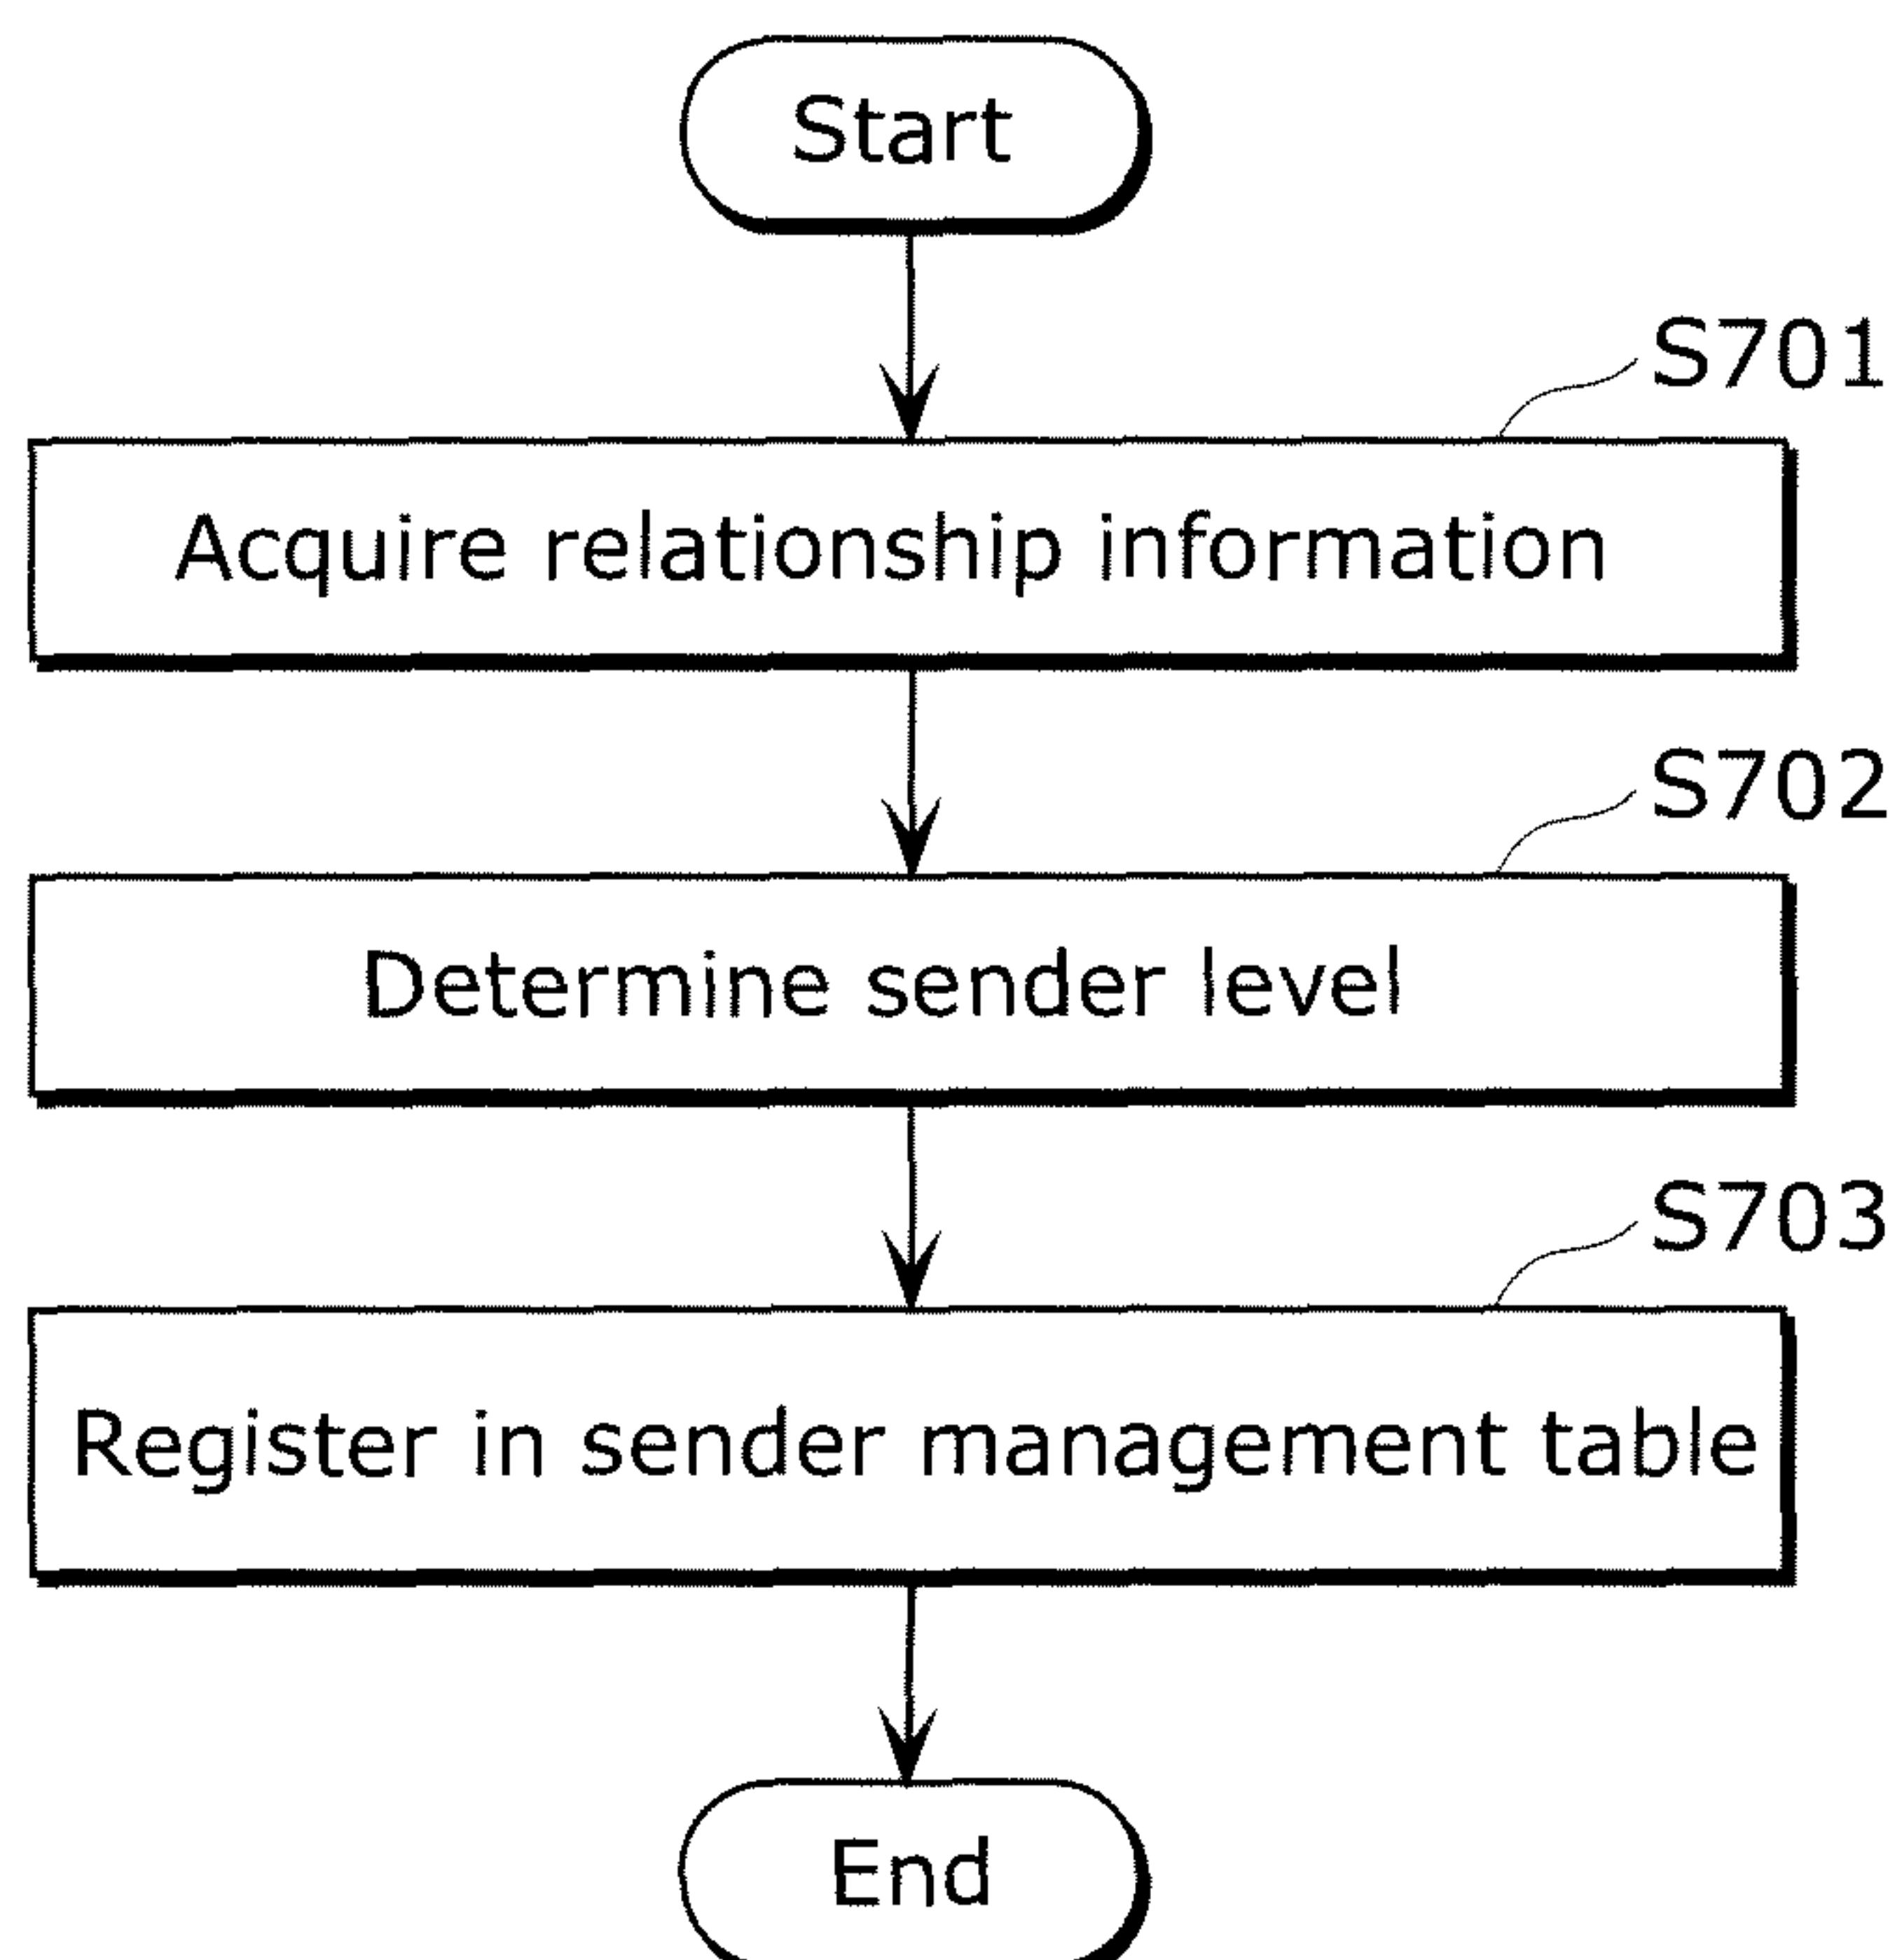 Start
S701
Acquire relationship information
S702
Determine sender level
S703
Register in sender management table
End